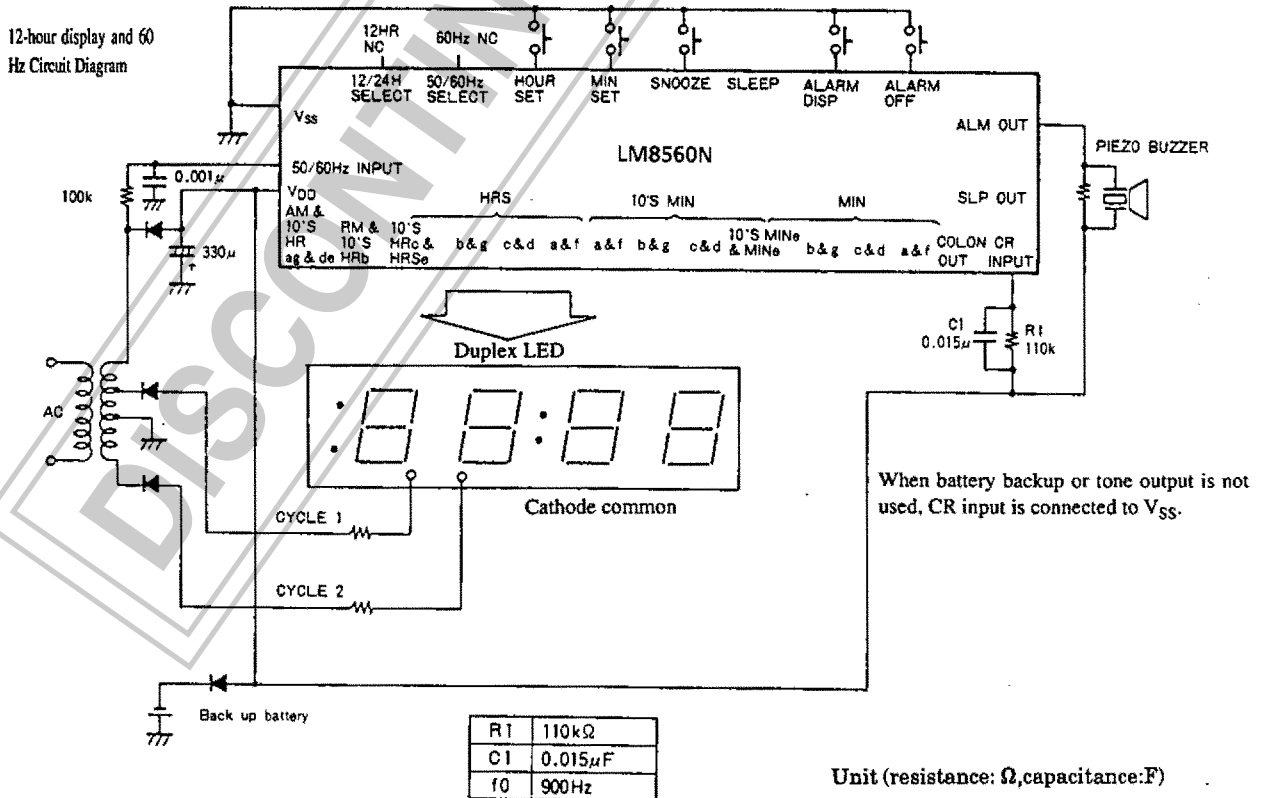 12-hour display and 60
Hz Circuit Diagram
12HR
NC
60Hz NC
12/24H
SELECT
50/60Hz
SELECT
HOUR
SET
MIN
SET
SNOOZE
SLEEP
ALARM
DISP
ALARM
OFF
VSS
ALM OUT
PIEZO BUZZER
LM8560N
50/60Hz INPUT
0.001μ
100k
VDD
SLP OUT
HRS
10'S MIN
MIN
AM &
10'S
HR
ag & de
RM &
10'S
HRb
10'S
HRc &
HRSe
b&g
c&d
a&f
a&f
b&g
c&d
10'S MINe
& MINe
b&g
c&d
a&f
COLON
OUT
CR
INPUT
330μ
C1
0.015μ
R1
110k
Duplex LED
AC
Cathode common
When battery backup or tone output is not
used, CR input is connected to VSS.
CYCLE 1
CYCLE 2
Back up battery
R1 110kΩ
C1 0.015μF
f0 900Hz
Unit (resistance: Ω,capacitance:F)
DISCONTIN